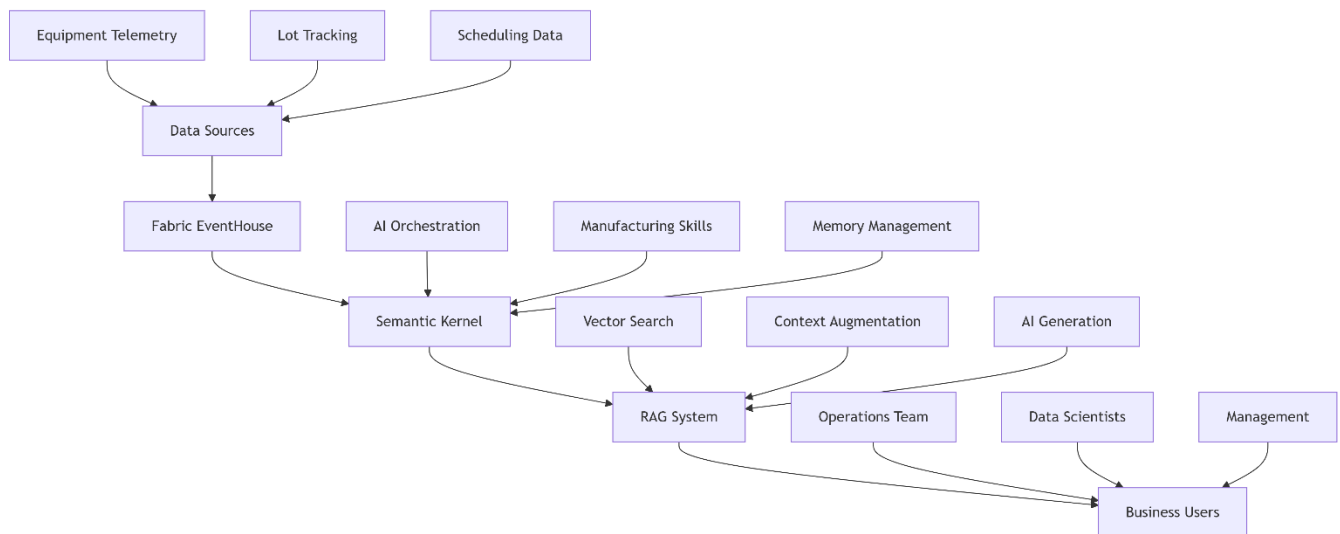 Equipment Telemetry
Lot Tracking
Scheduling Data
Data Sources
Fabric EventHouse
AI Orchestration
Manufacturing Skills
Memory Management
Semantic Kernel
Vector Search
Context Augmentation
AI Generation
RAG System
Operations Team
Data Scientists
Management
Business Users